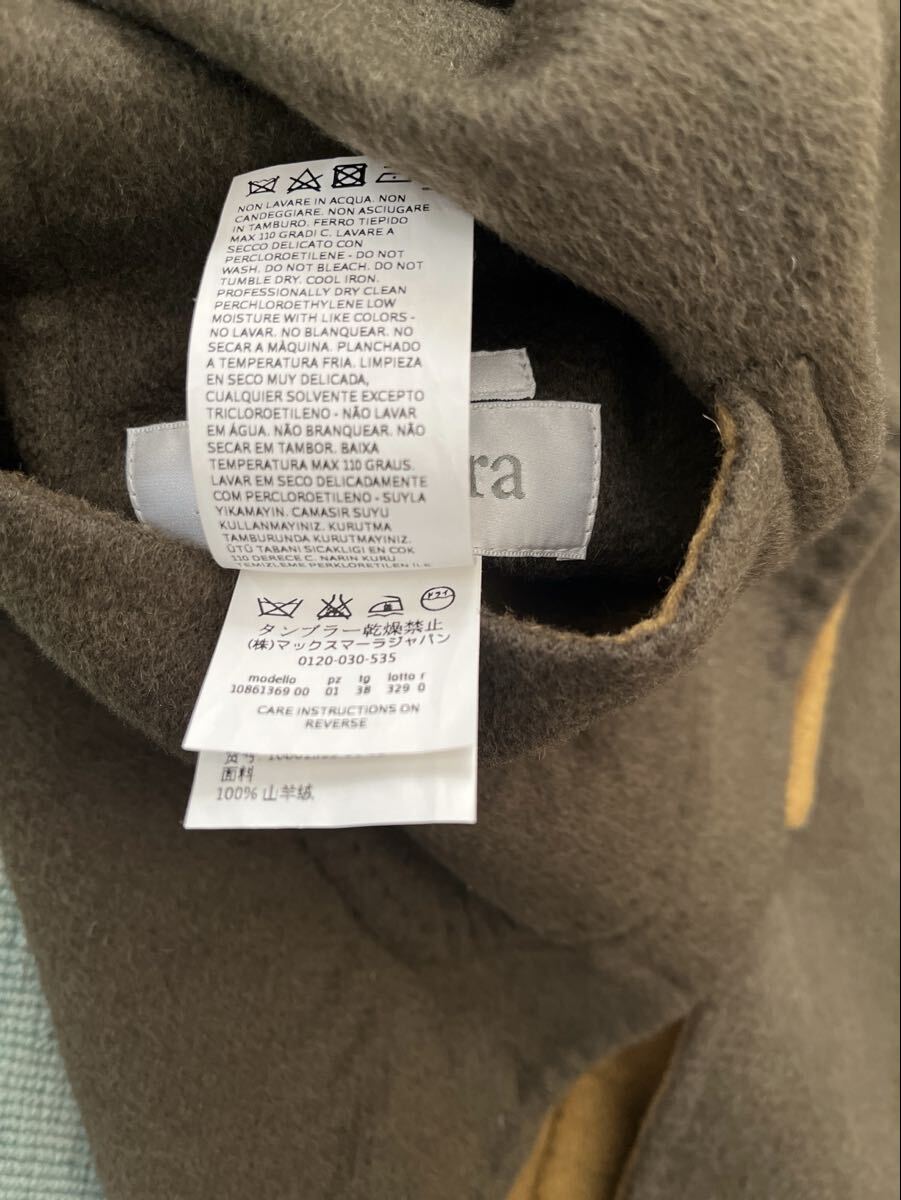 NON LAVARE IN ACQUA. NON
CANDEGGIARE. NON ASCIUGARE
IN TAMBURO. FERRO TIEPIDO
MAX 110 GRADI C. LAVARE A
SECCO DELICATO CON
PERCLOROETILENE - DO NOT
WASH. DO NOT BLEACH. DO NOT
TUMBLE DRY. COOL IRON.
PROFESSIONALLY DRY CLEAN
PERCHLOROETHYLENE LOW
MOISTURE WITH LIKE COLORS -
NO LAVAR. NO BLANQUEAR. NO
SECAR A MÀQUINA. PLANCHADO
A TEMPERATURA FRIA. LIMPIEZA
EN SECO MUY DELICADA,
CUALQUIER SOLVENTE EXCEPTO
TRICLOROETILENO - NÃO LAVAR
EM ÁGUA. NÃO BRANQUEAR. NÃO
SECAR EM TAMBOR. BAIXA
TEMPERATURA MAX 110 GRAUS.
LAVAR EM SECO DELICADAMENTE
COM PERCLOROETILENO - SUYLA
YIKAMAYIN. CAMASIR SUYU
KULLANMAYINIZ. KURUTMA
TAMBURUNDA KURUTMAYINIZ.
ÜTÜ TABANI SICAKLIGI EN COK
110 DERECE C. NARIN KURU
TEMIZLEME PERKLORETILEN ILE
ra
ドライ
タンブラー乾燥禁止
(株)マックスマーラジャパン
0120-030-535
modello pz tg lotto r
10861369 00 01 38 329 0
CARE INSTRUCTIONS ON
REVERSE
货号:
面料
100% 山羊绒